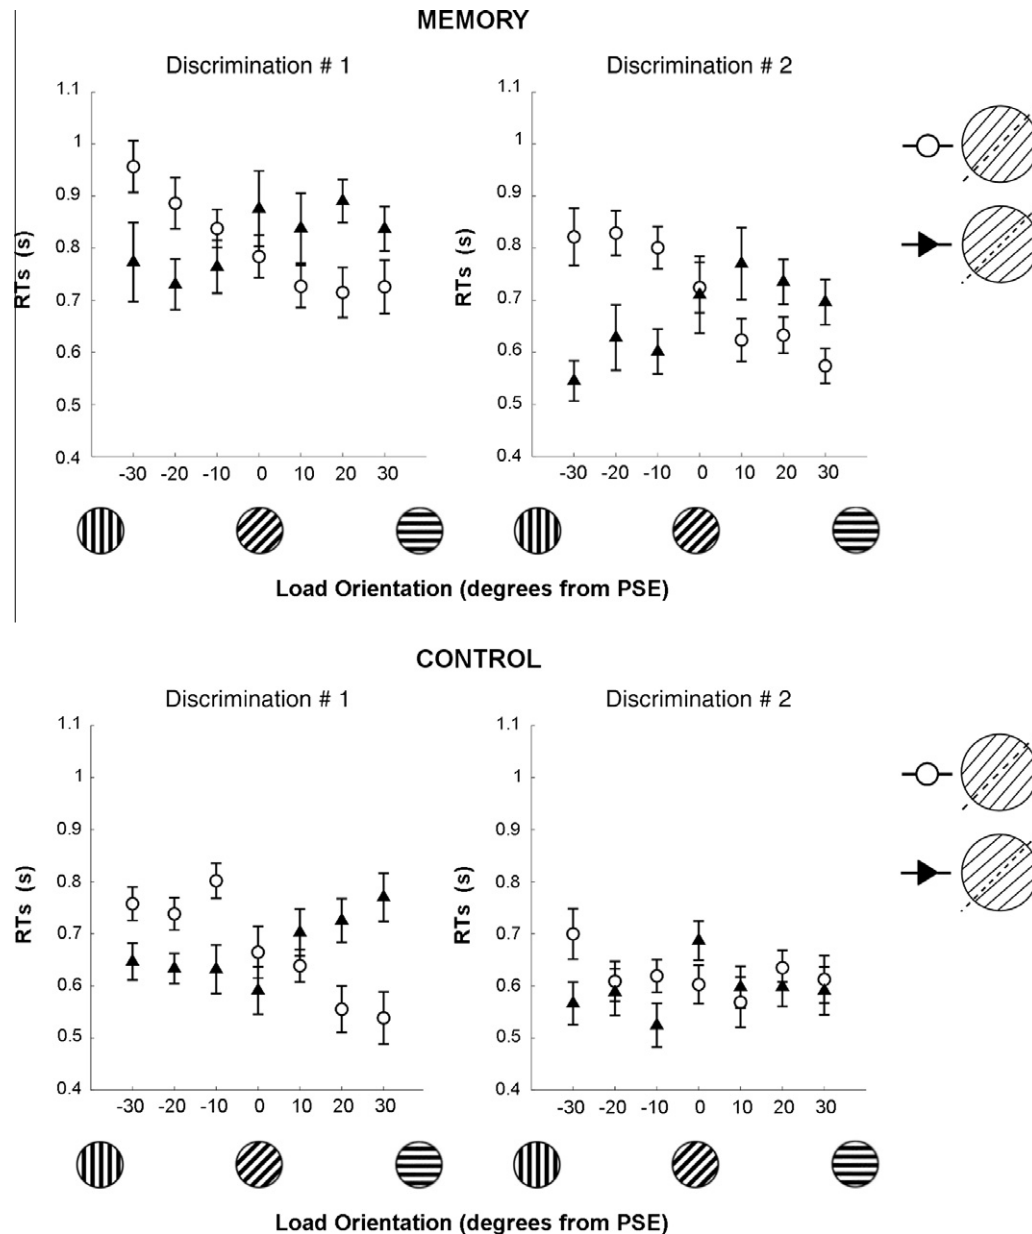 MEMORY
Discrimination # 1
Discrimination # 2
1.1
1
0.9
0.8
0.7
0.6
0.5
0.4
RTs (s)
-30 -20 -10 0 10 20 30
1.1
1
0.9
0.8
0.7
0.6
0.5
0.4
RTs (s)
-30 -20 -10 0 10 20 30
Load Orientation (degrees from PSE)
CONTROL
Discrimination # 1
Discrimination # 2
1.1
1
0.9
0.8
0.7
0.6
0.5
0.4
RTs (s)
-30 -20 -10 0 10 20 30
1.1
1
0.9
0.8
0.7
0.6
0.5
0.4
RTs (s)
-30 -20 -10 0 10 20 30
Load Orientation (degrees from PSE)